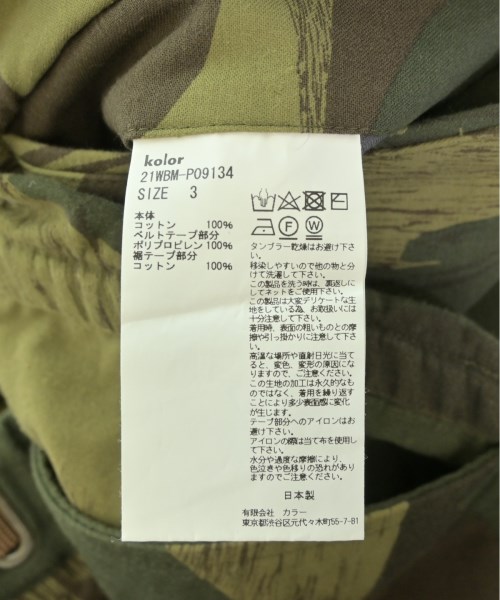 kolor
21WBM-P09134
SIZE 3
本体
コットン 100%
ベルトテープ部分
ポリプロピレン 100%
裾テープ部分
コットン 100%
F W
タンブラー乾燥はお避け下さ
い。
移染しやすいので他の物と分
けて洗濯して下さい。
この製品を洗う時は、裏返しにし
てネットをご使用下さい。
この製品は大変デリケートな生
地をしている為、お取扱いには
十分注意して下さい。
着用時、表面の粗いものとの摩
擦や引っ掛かりに注意して下さ
い。
高温な場所や直射日光に当て
ると、変色、変形の原因にな
りますので、ご注意ください。
この生地の加工は永久的なも
のではなく、着用を繰り返す
ことにより多少表面感に変化
が生じます。
テープ部分へのアイロンはお
避け下さい。
アイロンの際は当て布を使用し
て下さい。
水分や過度な摩擦により、
色泣きや色移りの恐れがあり
ますのでご注意ください。
日本製
有限会社 カラー
東京都渋谷区元代々木町55-7-B1